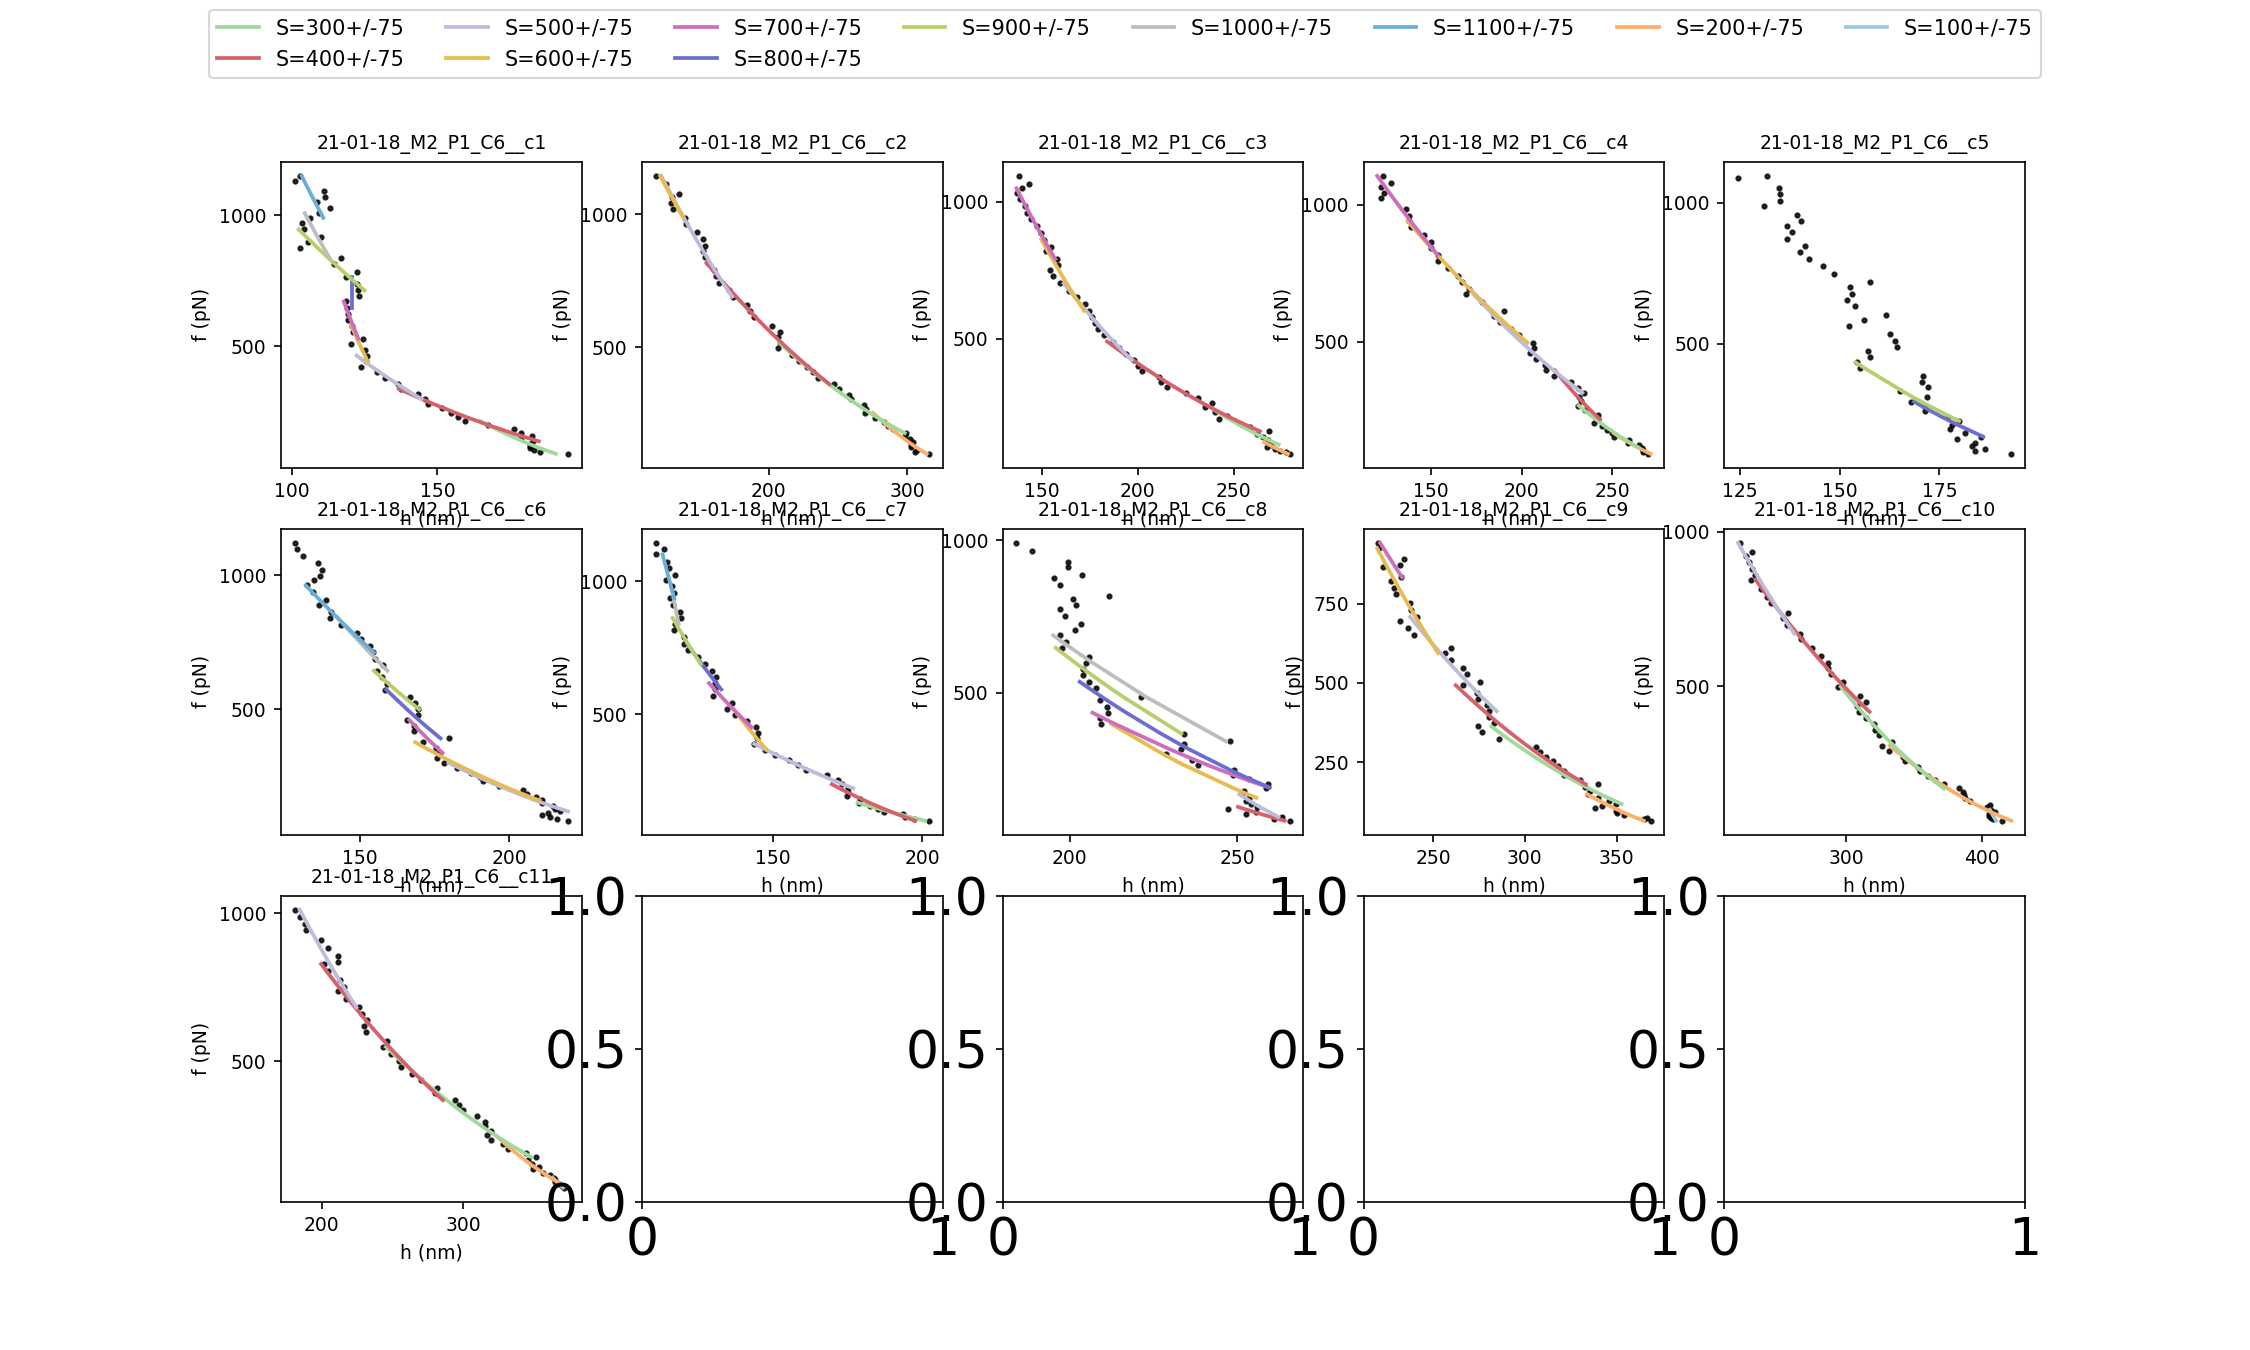 S=300+/-75 S=500+/-75 S=700+/-75 S=900+/-75 S=1000+/-75 S=1100+/-75 S=200+/-75 S=100+/-75
S=400+/-75 S=600+/-75 S=800+/-75
21-01-18_M2_P1_C6__c1 21-01-18_M2_P1_C6__c2 21-01-18_M2_P1_C6__c3 21-01-18_M2_P1_C6__c4 21-01-18_M2_P1_C6__c5
1000 1000 1000 1000 1000
f (pN) f (pN) f (pN) f (pN) f (pN)
500 500 500 500 500
100 150 200 300 150 200 250 150 200 250 125 150 175
h (nm) h (nm) h (nm) h (nm) h (nm)
21-01-18_M2_P1_C6__c6 21-01-18_M2_P1_C6__c7 21-01-18_M2_P1_C6__c8 21-01-18_M2_P1_C6__c9 21-01-18_M2_P1_C6__c10
1000 1000 1000 750 1000
f (pN) f (pN) f (pN) f (pN) f (pN)
500 500 500 500 250 500
150 200 150 200 200 250 250 300 350 300 400
h (nm) h (nm) h (nm) h (nm) h (nm)
21-01-18_M2_P1_C6__c11
1000 1.0 1.0 1.0 1.0
f (pN)
500 0.5 0.5 0.5 0.5
0.0 0.0 0.0 0.0
200 300 0 1 0 1 0 1 0 1
h (nm)